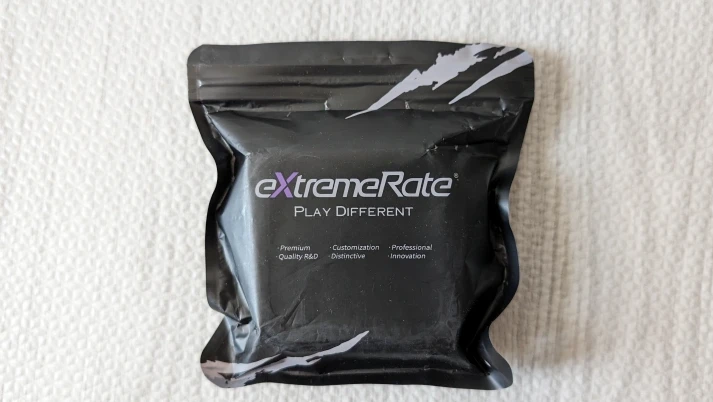 eXtremeRate®
PLAY DIFFERENT
·Premium ·Customization ·Professional
·Quality R&D ·Distinctive ·Innovation